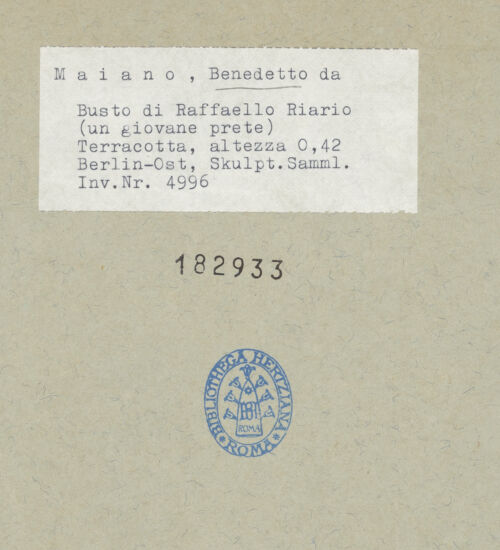 M a i a n o , Benedetto da
Busto di Raffaello Riario
(un giovane prete)
Terracotta, altezza 0,42
Berlin-Ost, Skulpt.Samml.
Inv.Nr. 4996
182933
BIBLIOTHECA HERTZIANA
ROMA
ROMA